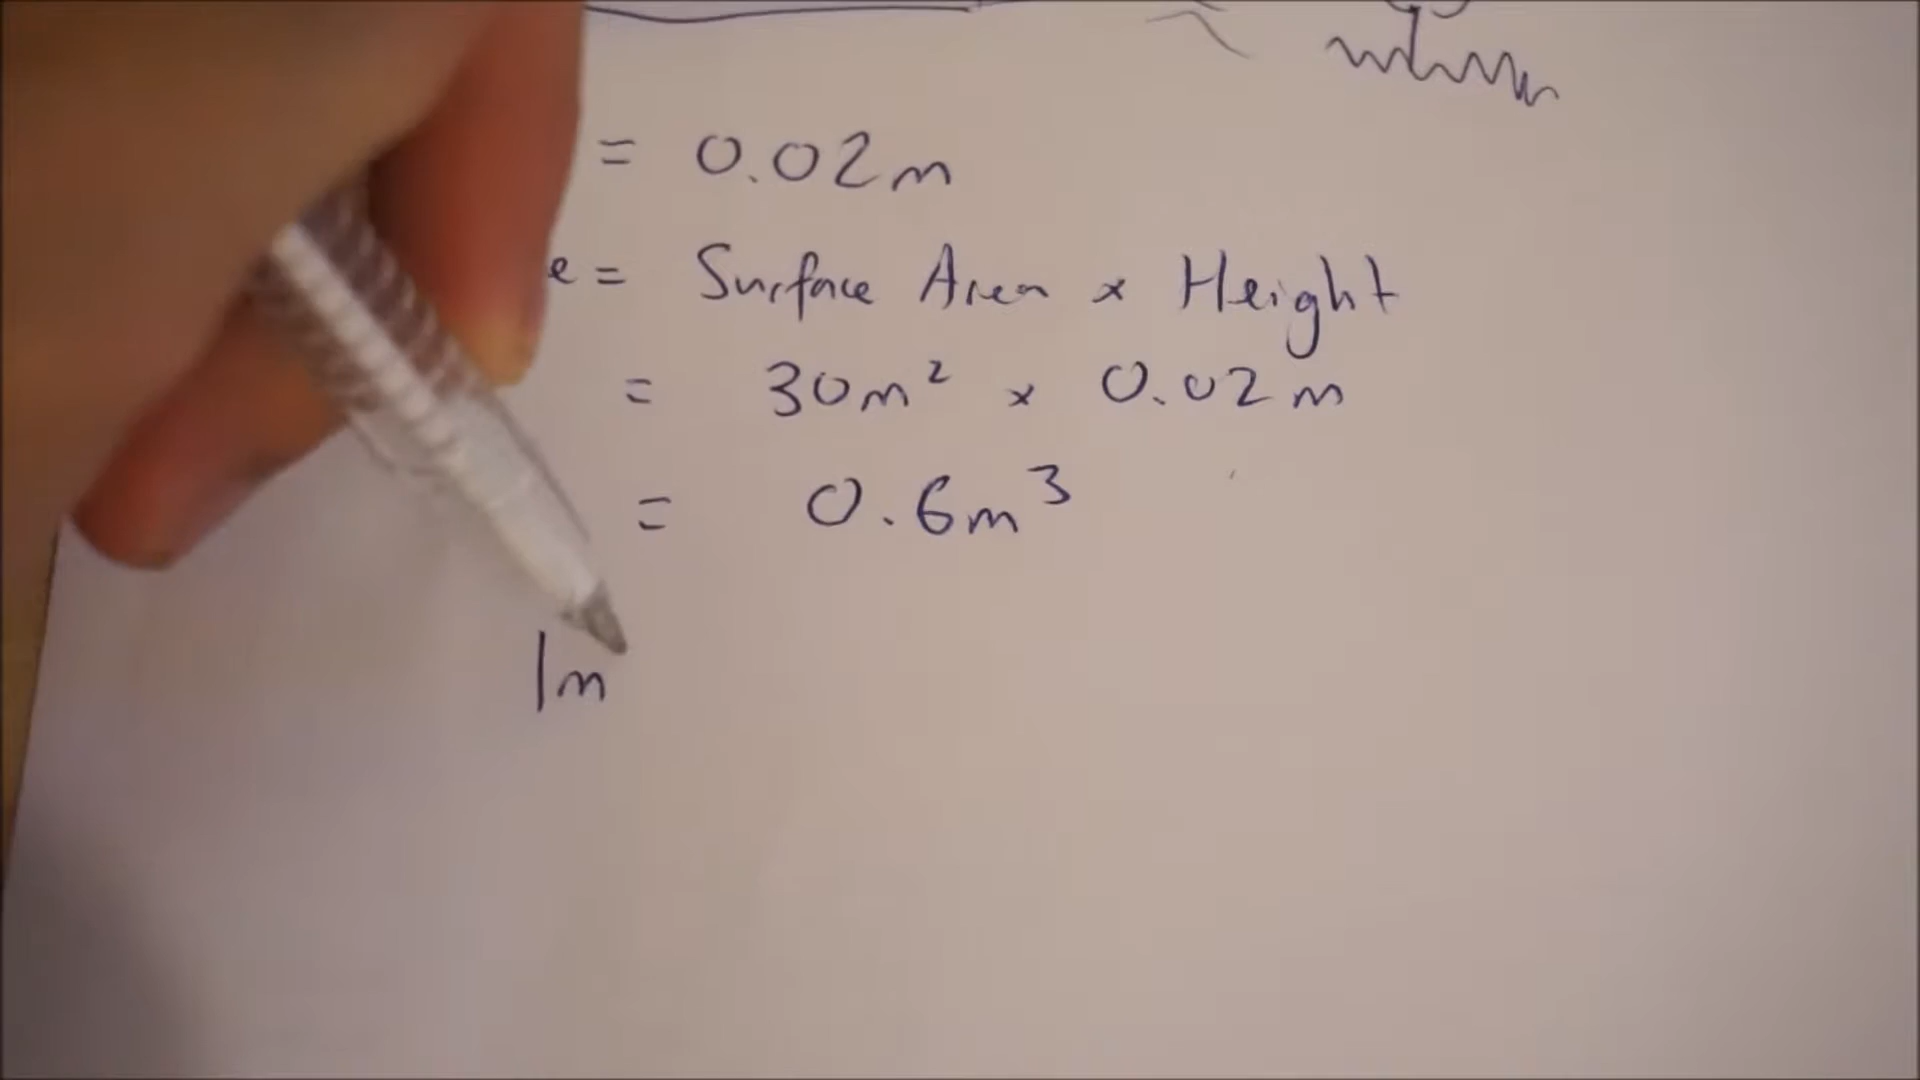 = 0.02m
e = Surface Area × Height
= 30m² × 0.02m
= 0.6m³
1m